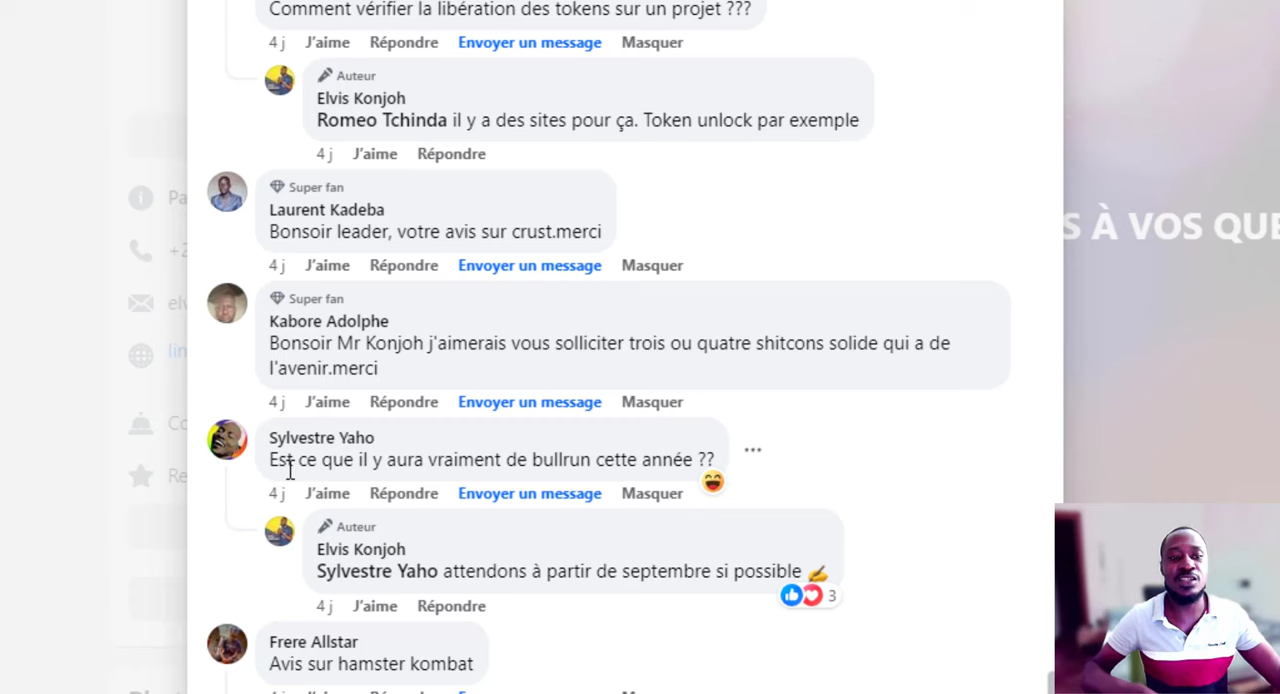 Comment vérifier la libération des tokens sur un projet ???
4 j J'aime Répondre Envoyer un message Masquer
Auteur
Elvis Konjoh
Romeo Tchinda il y a des sites pour ça. Token unlock par exemple
4 j J'aime Répondre
Super fan
Laurent Kadeba
Bonsoir leader, votre avis sur crust.merci
4 j J'aime Répondre Envoyer un message Masquer
S À VOS QUE
Super fan
Kabore Adolphe
Bonsoir Mr Konjoh j'aimerais vous solliciter trois ou quatre shitcons solide qui a de
l'avenir.merci
4 j J'aime Répondre Envoyer un message Masquer
Sylvestre Yaho
Est ce que il y aura vraiment de bullrun cette année ??
4 j J'aime Répondre Envoyer un message Masquer
Auteur
Elvis Konjoh
Sylvestre Yaho attendons à partir de septembre si possible ✍
3
4 j J'aime Répondre
Frere Allstar
Avis sur hamster kombat
Pa
+2
elv
lin
Co
Re